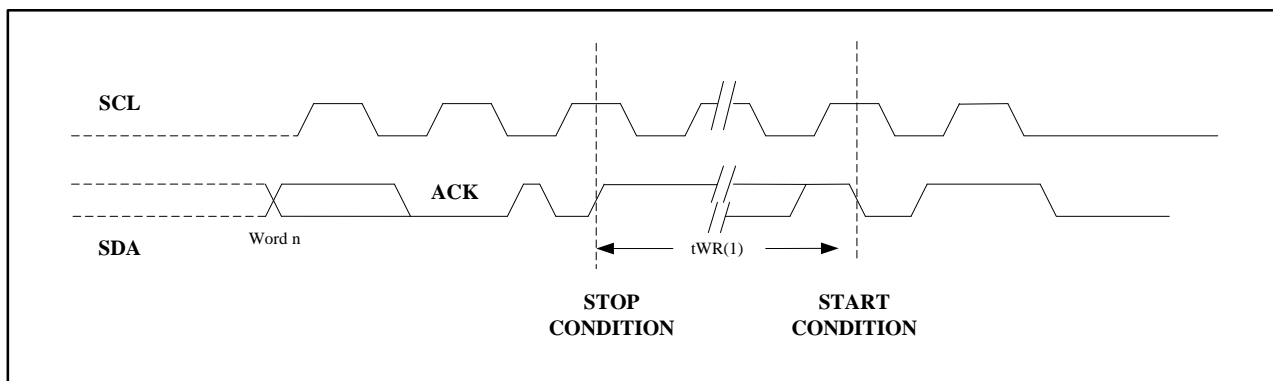 SCL
ACK
Word n
SDA
tWR(1)
STOP
CONDITION
START
CONDITION